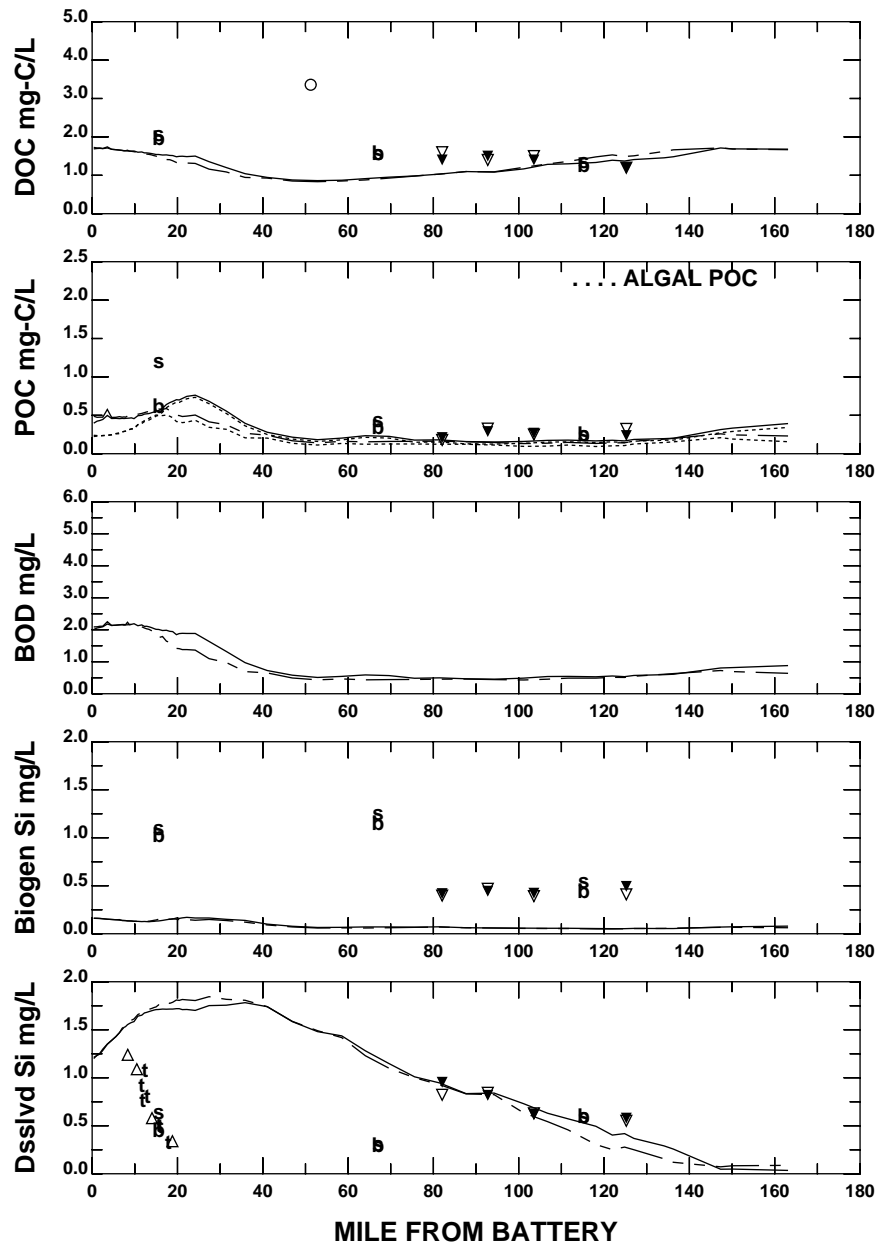 DOC mg-C/L
5.0
4.0
3.0
2.0
1.0
0.0
s
b
s
b
s
b
0 20 40 60 80 100 120 140 160 180
POC mg-C/L
2.5
2.0
1.5
1.0
0.5
0.0
. . . . ALGAL POC
s
b
s
b
s
b
0 20 40 60 80 100 120 140 160 180
BOD mg/L
6.0
5.0
4.0
3.0
2.0
1.0
0.0
0 20 40 60 80 100 120 140 160 180
Biogen Si mg/L
2.0
1.5
1.0
0.5
0.0
s
b
s
b
s
b
0 20 40 60 80 100 120 140 160 180
Dsslvd Si mg/L
2.0
1.5
1.0
0.5
0.0
t
t
t
t
s
t
b
t
s
b
s
b
0 20 40 60 80 100 120 140 160 180
MILE FROM BATTERY